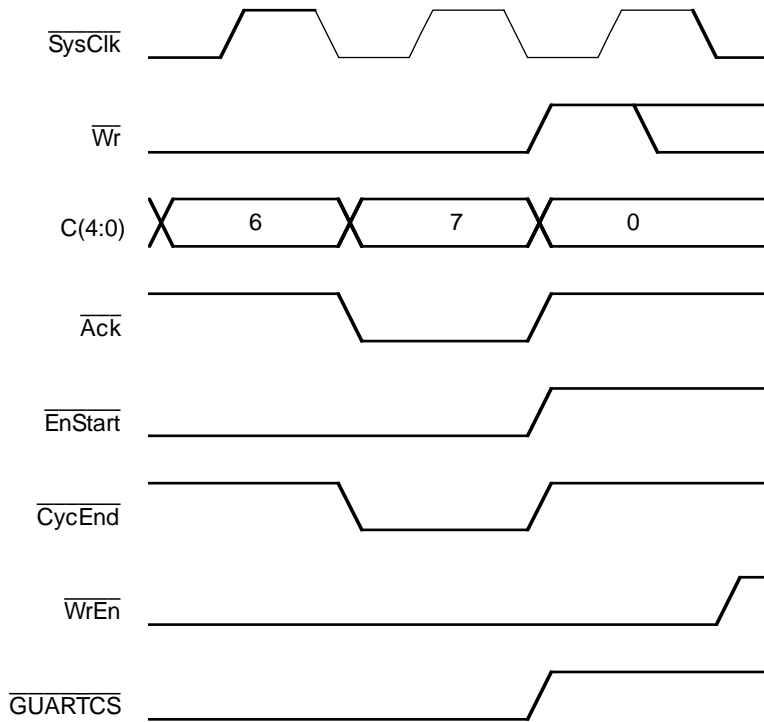 SysClk
Wr
C(4:0) 6 7 0
Ack
EnStart
CycEnd
WrEn
GUARTCS